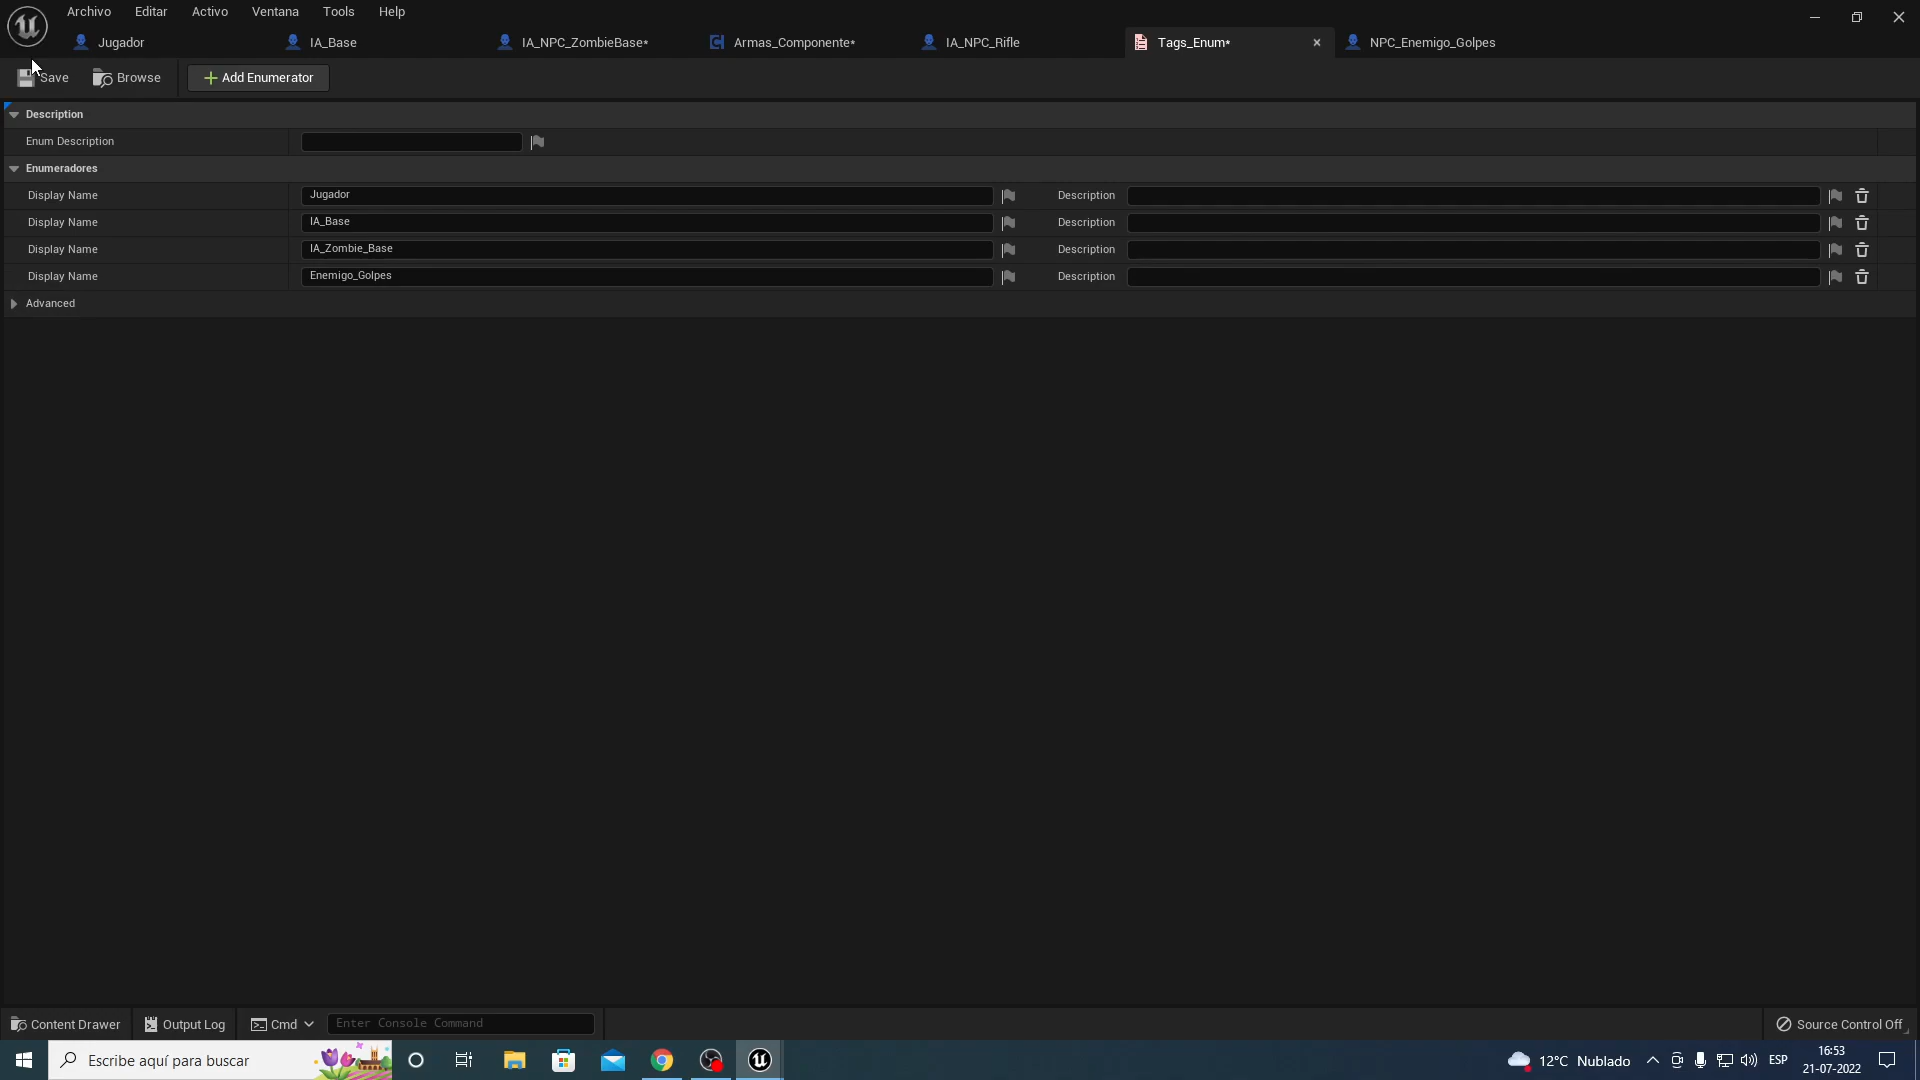 Archivo Editar Activo Ventana Tools Help
Jugador IA_Base IA_NPC_ZombieBase* Armas_Componente* IA_NPC_Rifle Tags_Enum* NPC_Enemigo_Golpes
Save Browse Add Enumerator
Description
Enum Description
Enumeradores
Display Name Jugador Description
Display Name IA_Base Description
Display Name IA_Zombie_Base Description
Display Name Enemigo_Golpes Description
Advanced
Content Drawer Output Log Cmd Enter Console Command Source Control Off
Escribe aquí para buscar 12°C Nublado ESP 16:53
21-07-2022